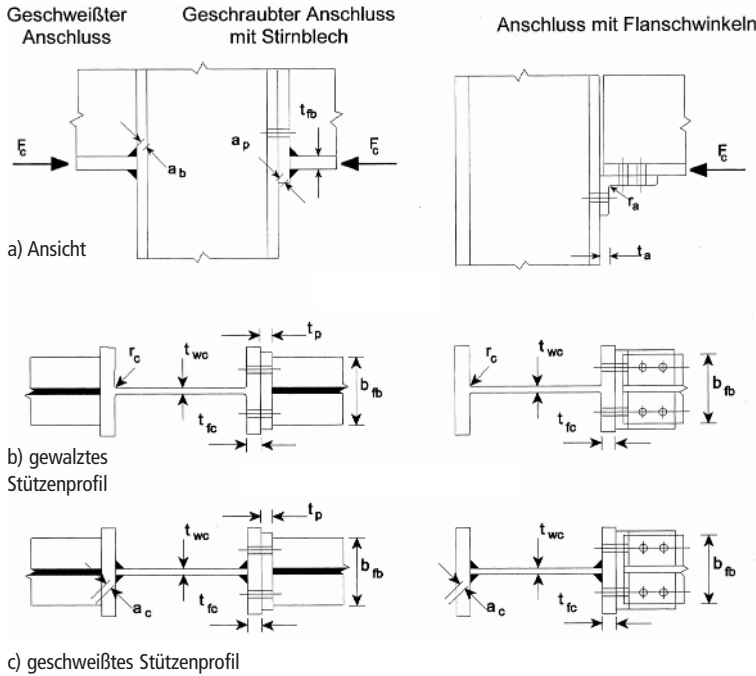 Geschweißter
Anschluss
Geschraubter Anschluss
mit Stirnblech
Anschluss mit Flanschwinkeln
F_c
a_b
a_p
t_fb
F_c
F_c
r_a
t_a
a) Ansicht
r_c
t_wc
t_p
b_fb
t_fc
r_c
t_wc
b_fb
t_fc
b) gewalztes
Stützenprofil
t_wc
t_p
b_fb
a_c
t_fc
t_wc
b_fb
a_c
t_fc
c) geschweißtes Stützenprofil